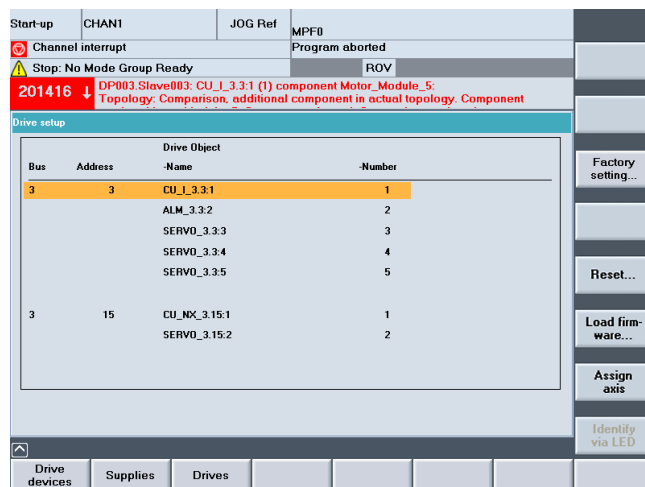 Start-up CHAN1 JOG Ref MPF0
Channel interrupt Program aborted
Stop: No Mode Group Ready ROV
201416 DP003.Slave003: CU_I_3.3:1 (1) component Motor_Module_5:
Topology: Comparison, additional component in actual topology. Component
Drive setup
Drive Object
Bus Address -Name -Number
3 3 CU_I_3.3:1 1
ALM_3.3:2 2
SERVO_3.3:3 3
SERVO_3.3:4 4
SERVO_3.3:5 5
3 15 CU_NX_3.15:1 1
SERVO_3.15:2 2
Factory
setting...
Reset...
Load firm-
ware...
Assign
axis
Identify
via LED
Drive
devices
Supplies
Drives